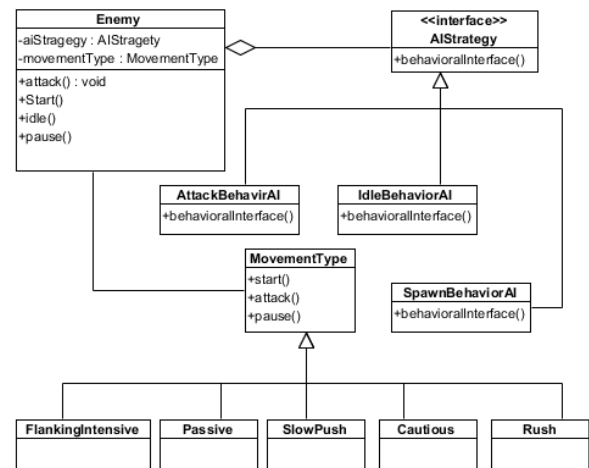 Enemy
-aiStragegy : AIStragety
-movementType : MovementType
+attack() : void
+Start()
+idle()
+pause()
<<interface>>
AIStrategy
+behavioralInterface()
AttackBehavirAI
+behavioralInterface()
IdleBehaviorAI
+behavioralInterface()
MovementType
+start()
+attack()
+pause()
SpawnBehaviorAI
+behavioralInterface()
FlankingIntensive
Passive
SlowPush
Cautious
Rush